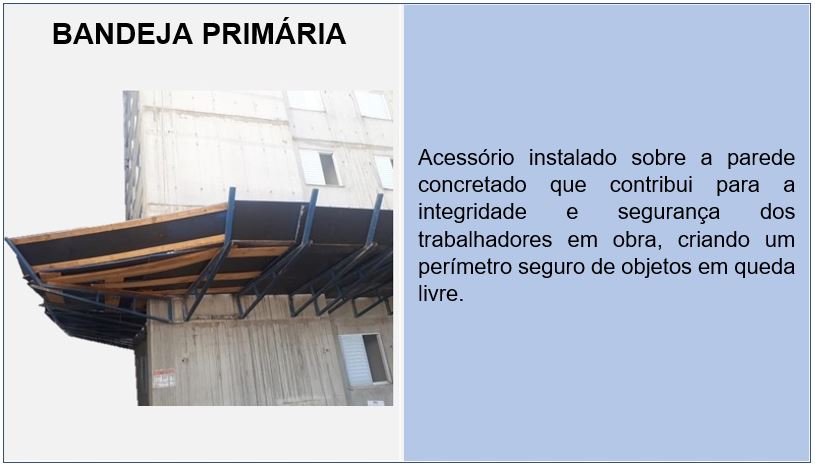 BANDEJA PRIMÁRIA
Acessório instalado sobre a parede
concretado que contribui para a
integridade e segurança dos
trabalhadores em obra, criando um
perímetro seguro de objetos em queda
livre.